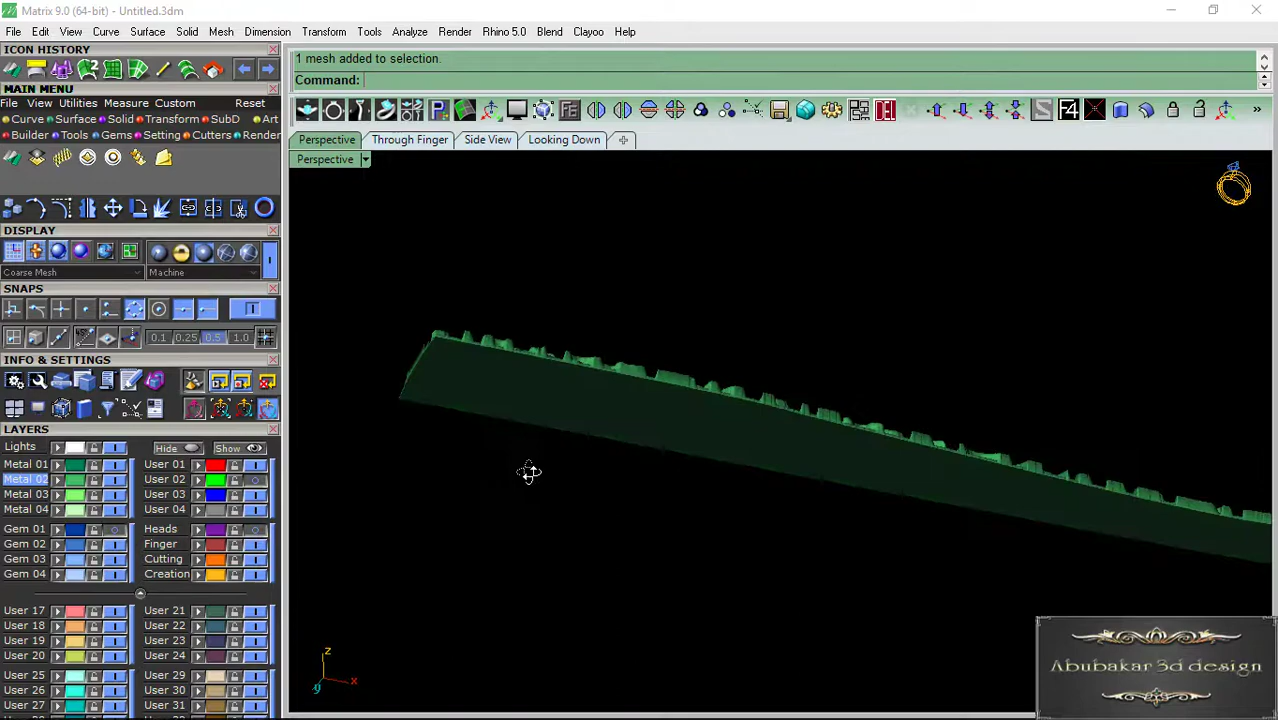 Matrix 9.0 (64-bit) - Untitled.3dm
File Edit View Curve Surface Solid Mesh Dimension Transform Tools Analyze Render Rhino 5.0 Blend Clayoo Help
ICON HISTORY
1 mesh added to selection.
Command:
MAIN MENU
File View Utilities Measure Custom Reset
Curve Surface Solid Transform SubD Art
Builder Tools Gems Setting Cutters Render
F4
Perspective Through Finger Side View Looking Down
Perspective
DISPLAY
Coarse Mesh Machine
SNAPS
0.1 0.25 0.5 1.0
INFO & SETTINGS
LAYERS
Lights Hide Show
Metal 01 User 01
Metal 02 User 02
Metal 03 User 03
Metal 04 User 04
Gem 01 Heads
Gem 02 Finger
Gem 03 Cutting
Gem 04 Creation
User 17 User 21
User 18 User 22
User 19 User 23
User 20 User 24
User 25 User 29
User 26 User 30
User 27 User 31
z
x
y
Abubakar 3d design